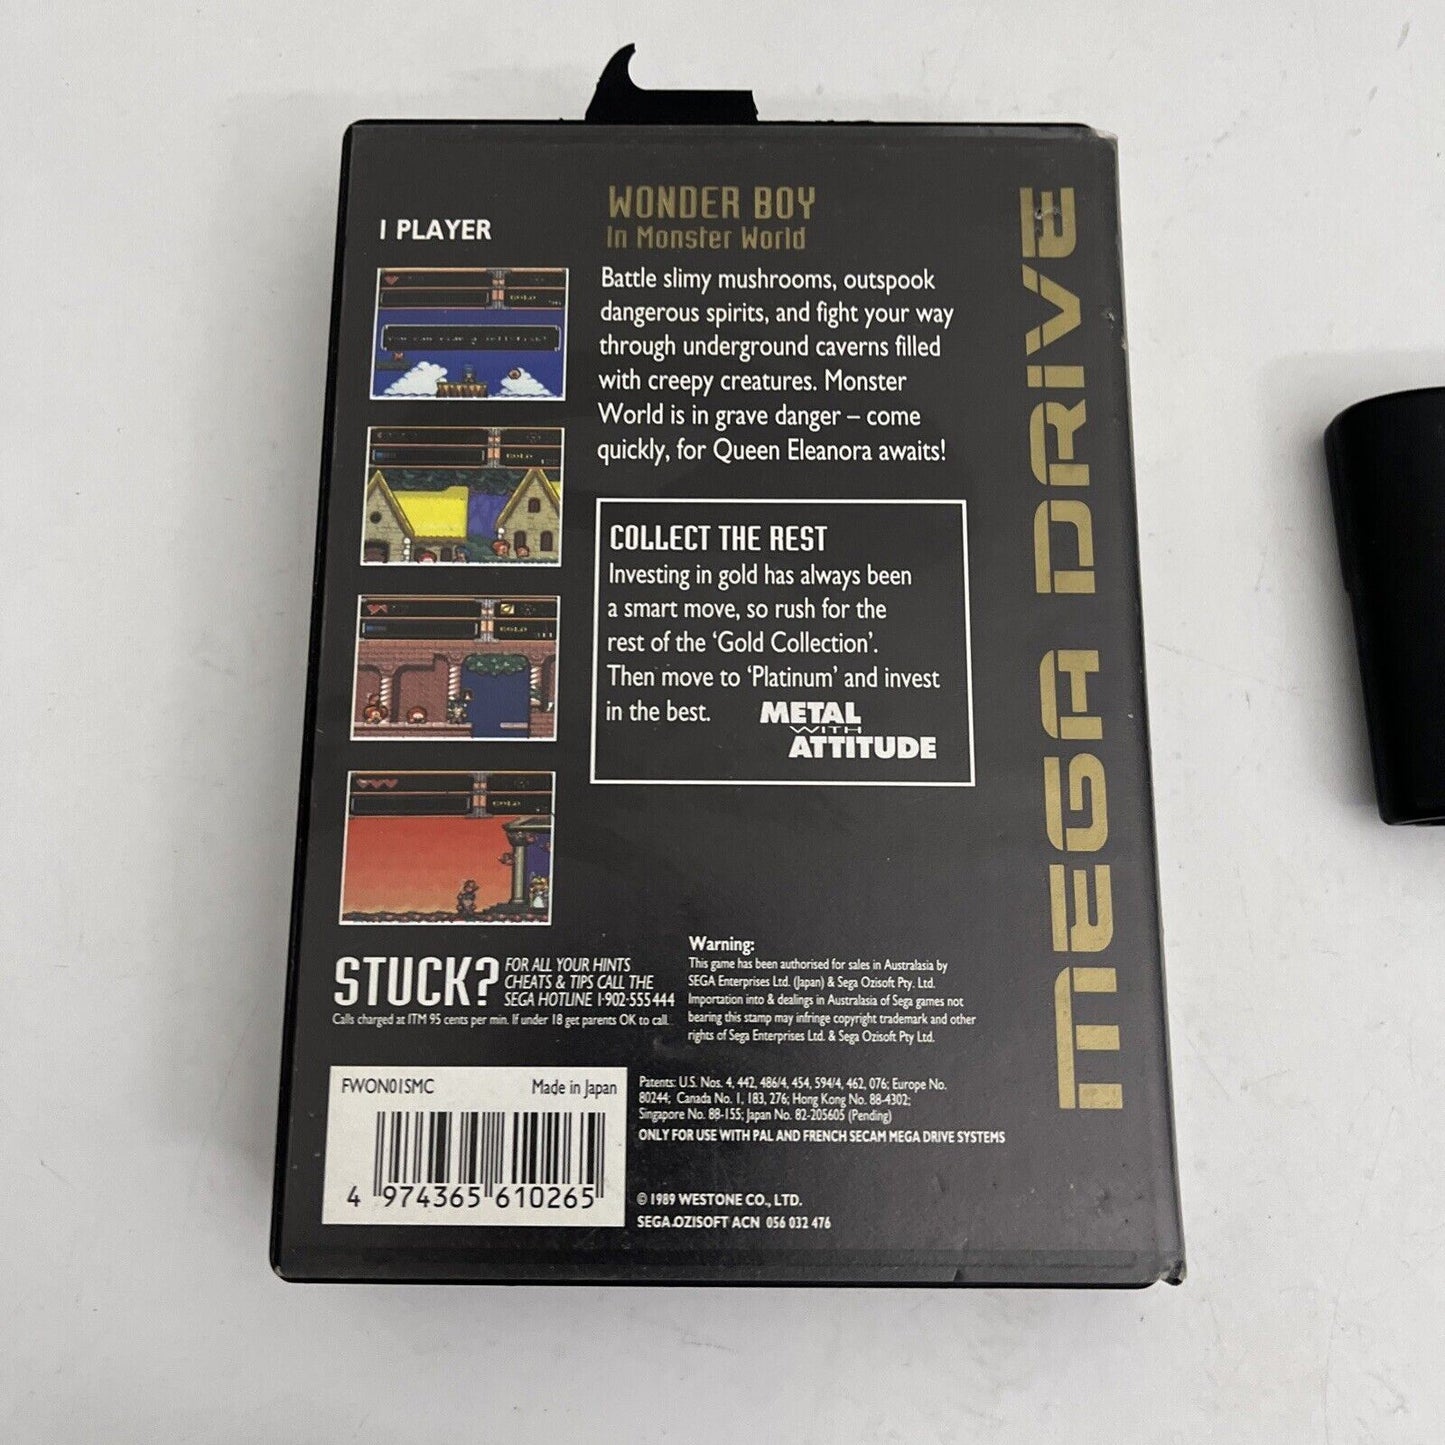 WONDER BOY
In Monster World
1 PLAYER
Battle slimy mushrooms, outspook
dangerous spirits, and fight your way
through underground caverns filled
with creepy creatures. Monster
World is in grave danger – come
quickly, for Queen Eleanora awaits!
COLLECT THE REST
Investing in gold has always been
a smart move, so rush for the
rest of the ‘Gold Collection’.
Then move to ‘Platinum’ and invest
in the best.
METAL
WITH
ATTITUDE
MEGA DRIVE
GOLD
GOLD
GOLD
GOLD
STUCK?
FOR ALL YOUR HINTS
CHEATS & TIPS CALL THE
SEGA HOTLINE 1-902-555 444
Calls charged at ITM 95 cents per min. If under 18 get parents OK to call.
Warning:
This game has been authorised for sales in Australasia by
SEGA Enterprises Ltd. (Japan) & Sega Ozisoft Pty. Ltd.
Importation into & dealings in Australasia of Sega games not
bearing this stamp may infringe copyright trademark and other
rights of Sega Enterprises Ltd. & Sega Ozisoft Pty Ltd.
FWON01SMC Made in Japan
4 974365 610265
Patents: U.S. Nos. 4, 442, 486/4, 454, 594/4, 462, 076; Europe No.
80244; Canada No. 1, 183, 276; Hong Kong No. 88-4302;
Singapore No. 88-155; Japan No. 82-205605 (Pending)
ONLY FOR USE WITH PAL AND FRENCH SECAM MEGA DRIVE SYSTEMS
© 1989 WESTONE CO., LTD.
SEGA OZISOFT ACN 056 032 476